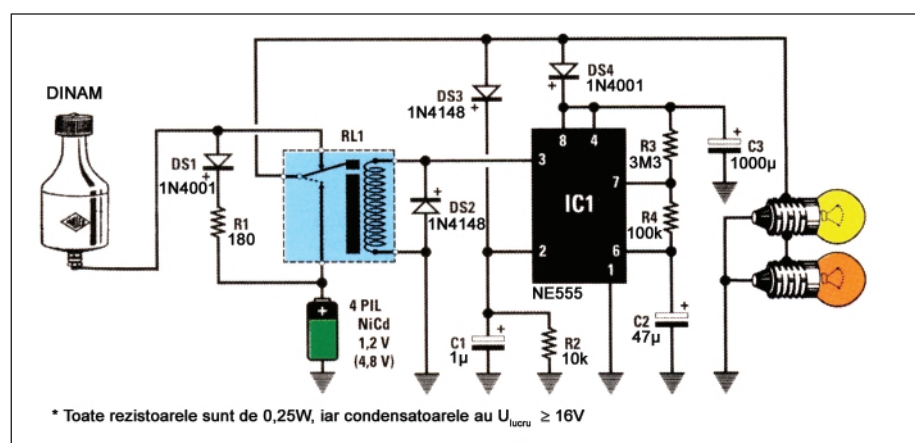 DINAM
DS1
1N4001
R1
180
RL1
4 PIL
NiCd
1,2 V
(4,8 V)
DS2
1N4148
DS3
1N4148
DS4
1N4001
C1
1µ
R2
10k
IC1
NE555
8
4
3
7
2
6
1
R3
3M3
R4
100k
C2
47µ
C3
1000µ
* Toate rezistoarele sunt de 0,25W, iar condensatoarele au Ulucru ≥ 16V